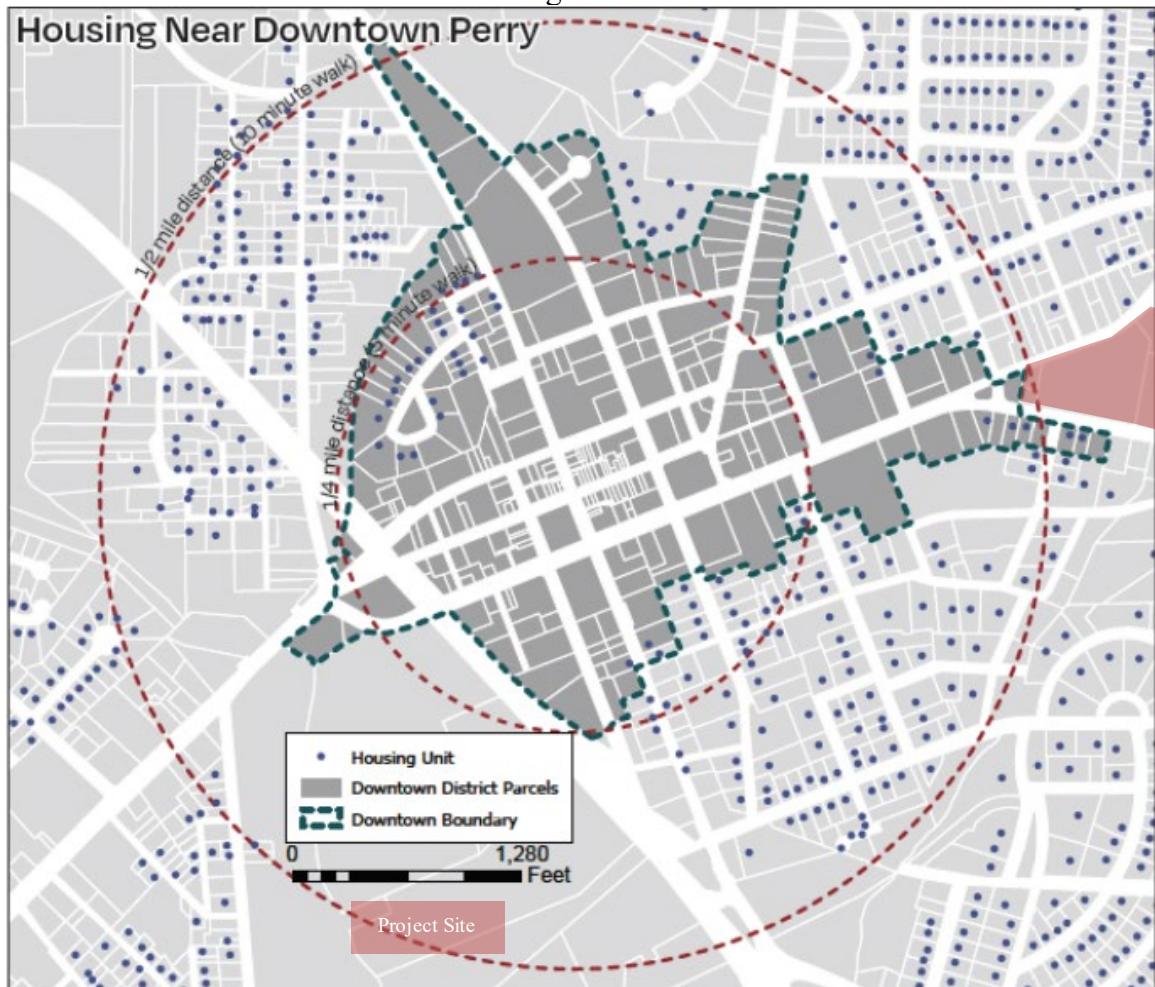 Housing Near Downtown Perry
1/2 mile distance (10 minute walk)
1/4 mile distance (5 minute walk)
Housing Unit
Downtown District Parcels
Downtown Boundary
0 1,280
Feet
Project Site